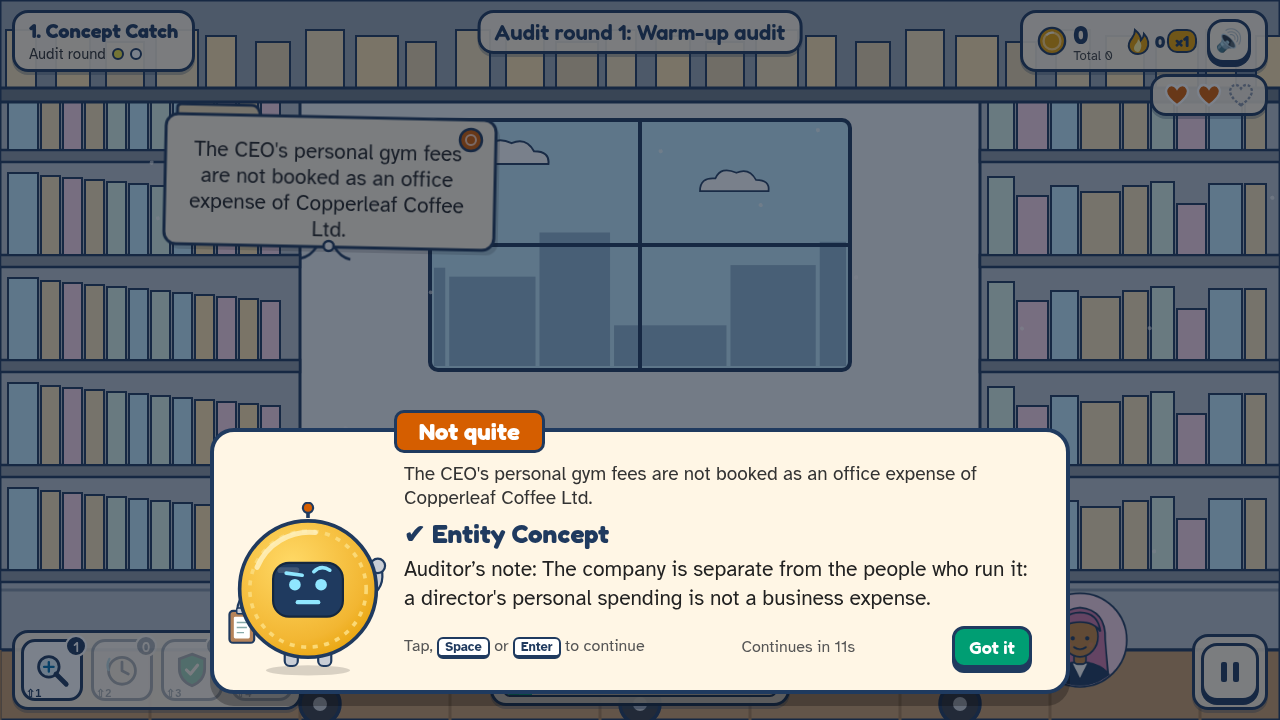 1. Concept Catch
Audit round
Audit round 1: Warm-up audit
0
Total 0
0 x1
The CEO's personal gym fees
are not booked as an office
expense of Copperleaf Coffee
Ltd.
Not quite
The CEO's personal gym fees are not booked as an office expense of
Copperleaf Coffee Ltd.
✔ Entity Concept
Auditor's note: The company is separate from the people who run it:
a director's personal spending is not a business expense.
Tap, Space or Enter to continue
Continues in 11s
Got it
1
⇧1
0
⇧2
⇧3